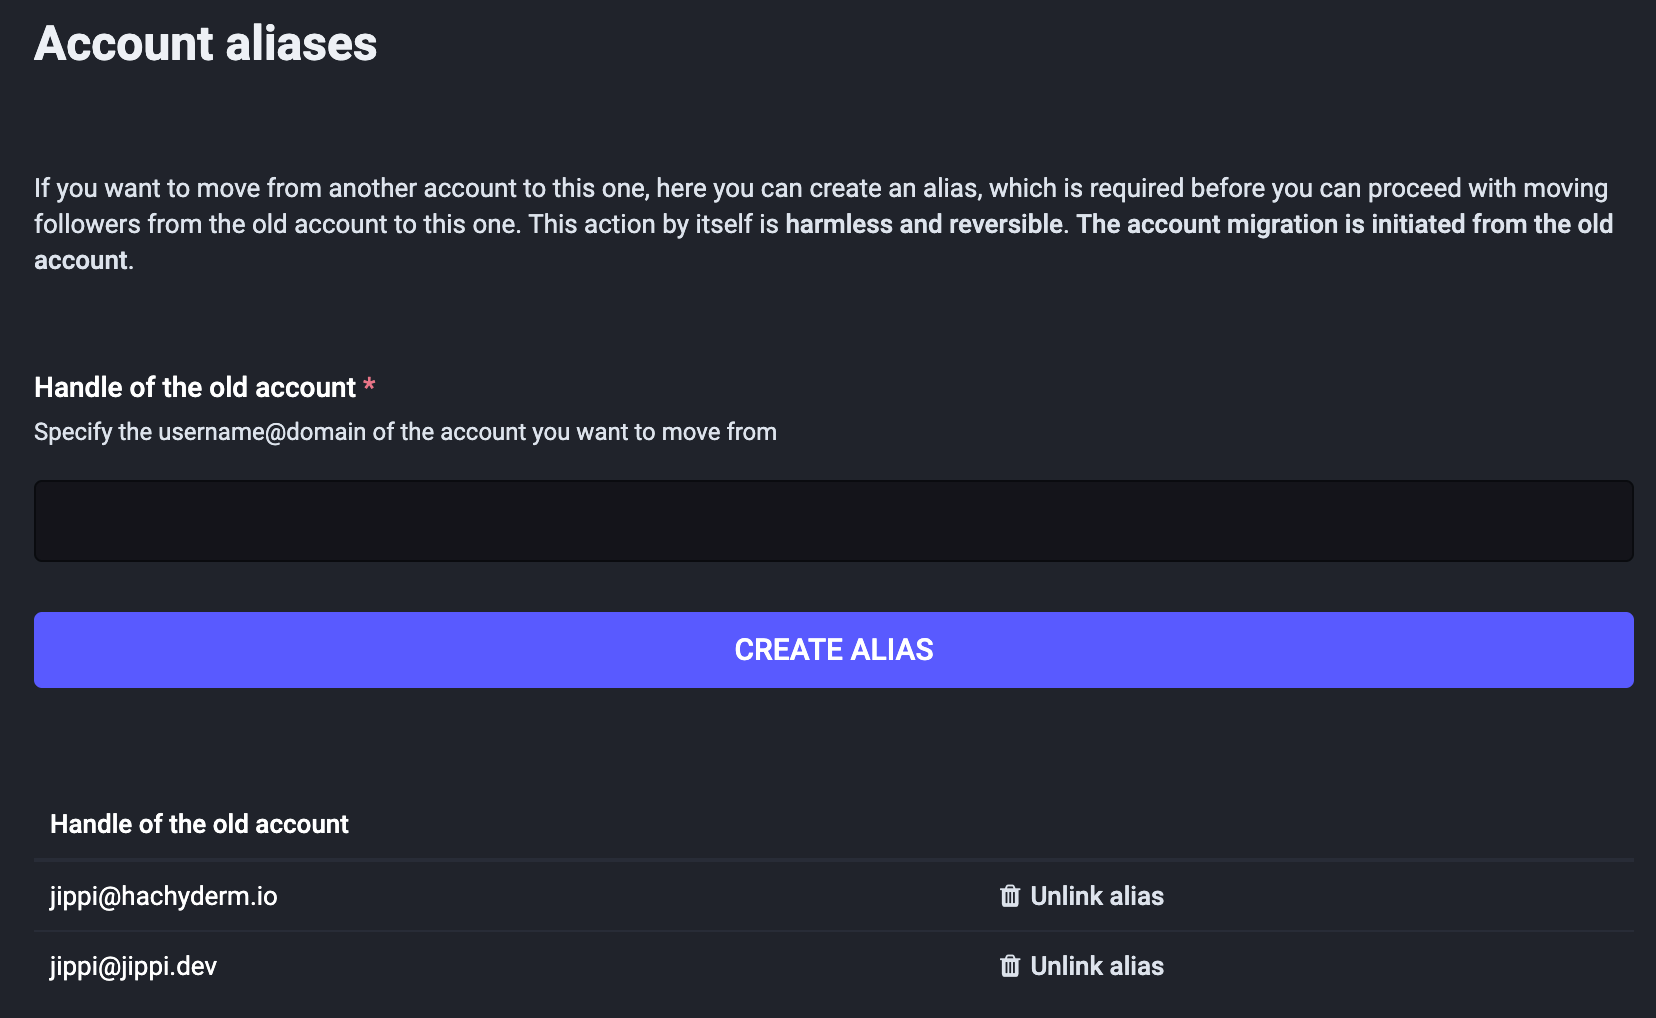 Account aliases
If you want to move from another account to this one, here you can create an alias, which is required before you can proceed with moving
followers from the old account to this one. This action by itself is harmless and reversible. The account migration is initiated from the old
account.
Handle of the old account *
Specify the username@domain of the account you want to move from
CREATE ALIAS
Handle of the old account
jippi@hachyderm.io Unlink alias
jippi@jippi.dev Unlink alias